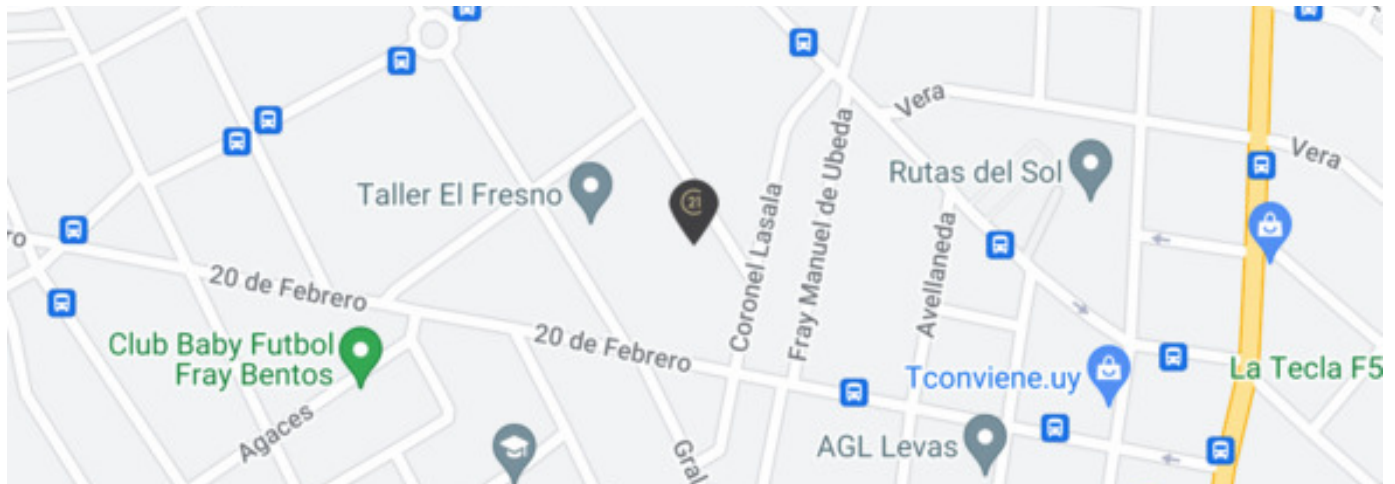 Vera
Vera
Rutas del Sol
Taller El Fresno
21
Coronel Lasala
Fray Manuel de Ubeda
Avellaneda
ro
20 de Febrero
20 de Febrero
Club Baby Futbol
Fray Bentos
Tconviene.uy
La Tecla F5
Agaces
Gral
AGL Levas